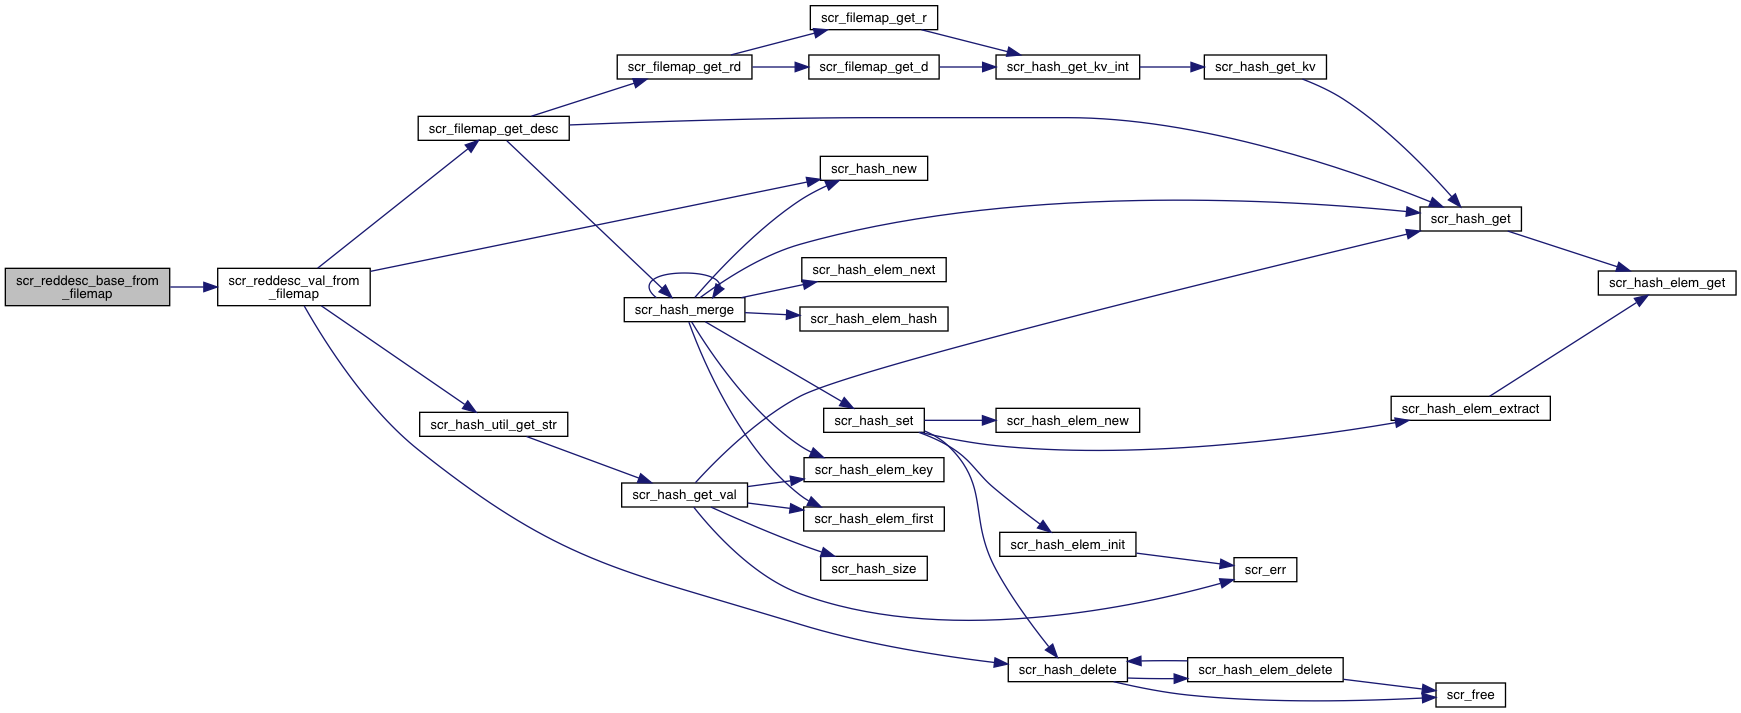 scr_filemap_get_r
scr_filemap_get_rd
scr_filemap_get_d
scr_hash_get_kv_int
scr_hash_get_kv
scr_filemap_get_desc
scr_hash_new
scr_hash_get
scr_reddesc_base_from
_filemap
scr_reddesc_val_from
_filemap
scr_hash_elem_next
scr_hash_elem_get
scr_hash_merge
scr_hash_elem_hash
scr_hash_elem_extract
scr_hash_util_get_str
scr_hash_set
scr_hash_elem_new
scr_hash_elem_key
scr_hash_get_val
scr_hash_elem_first
scr_hash_elem_init
scr_hash_size
scr_err
scr_hash_delete
scr_hash_elem_delete
scr_free